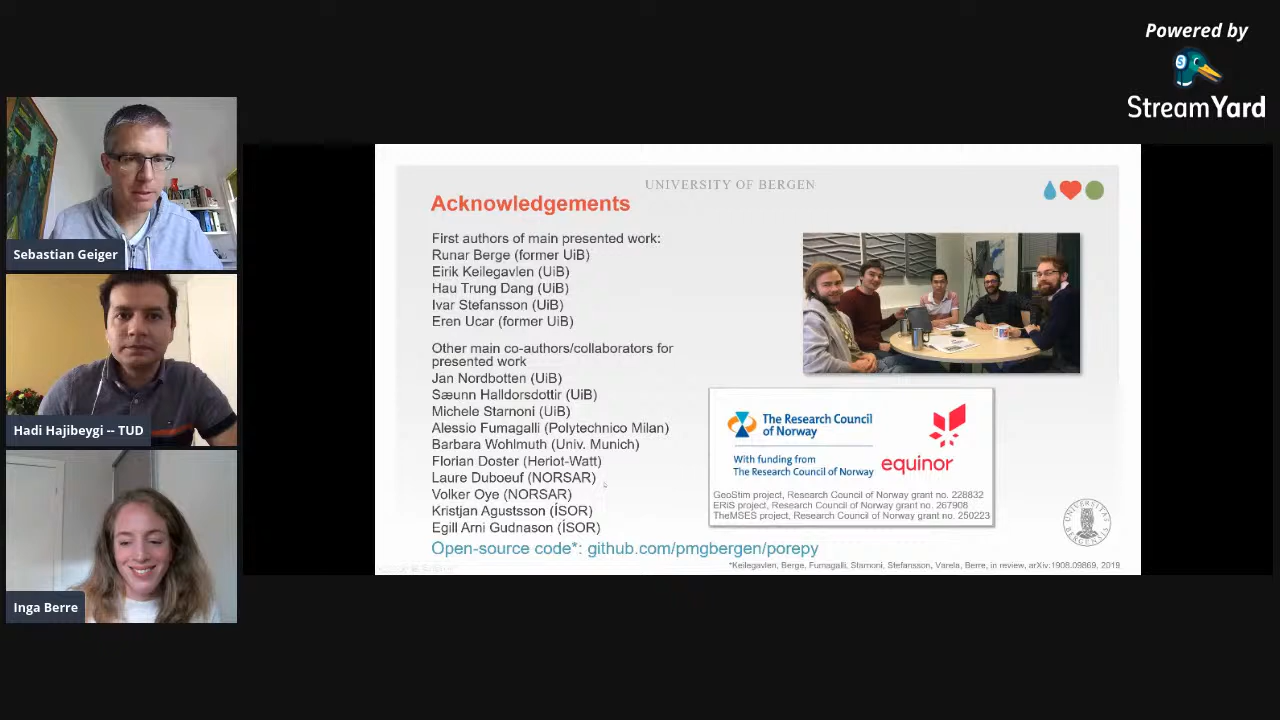 Powered by
StreamYard
Sebastian Geiger
Hadi Hajibeygi -- TUD
Inga Berre
UNIVERSITY OF BERGEN
Acknowledgements
First authors of main presented work:
Runar Berge (former UiB)
Eirik Keilegavlen (UiB)
Hau Trung Dang (UiB)
Ivar Stefansson (UiB)
Eren Ucar (former UiB)
Other main co-authors/collaborators for
presented work
Jan Nordbotten (UiB)
Sæunn Halldorsdottir (UiB)
Michele Starnoni (UiB)
Alessio Fumagalli (Polytechnico Milan)
Barbara Wohlmuth (Univ. Munich)
Florian Doster (Heriot-Watt)
Laure Duboeuf (NORSAR)
Volker Oye (NORSAR)
Kristjan Agustsson (ÍSOR)
Egill Arni Gudnason (ÍSOR)
Open-source code*: github.com/pmgbergen/porepy
The Research Council
of Norway
With funding from
The Research Council of Norway
equinor
GeoStim project, Research Council of Norway grant no. 228832
ERiS project, Research Council of Norway grant no. 267908
TheMSES project, Research Council of Norway grant no. 250223
*Keilegavlen, Berge, Fumagalli, Starnoni, Stefansson, Varela, Berre, in review, arXiv:1908.09869, 2019